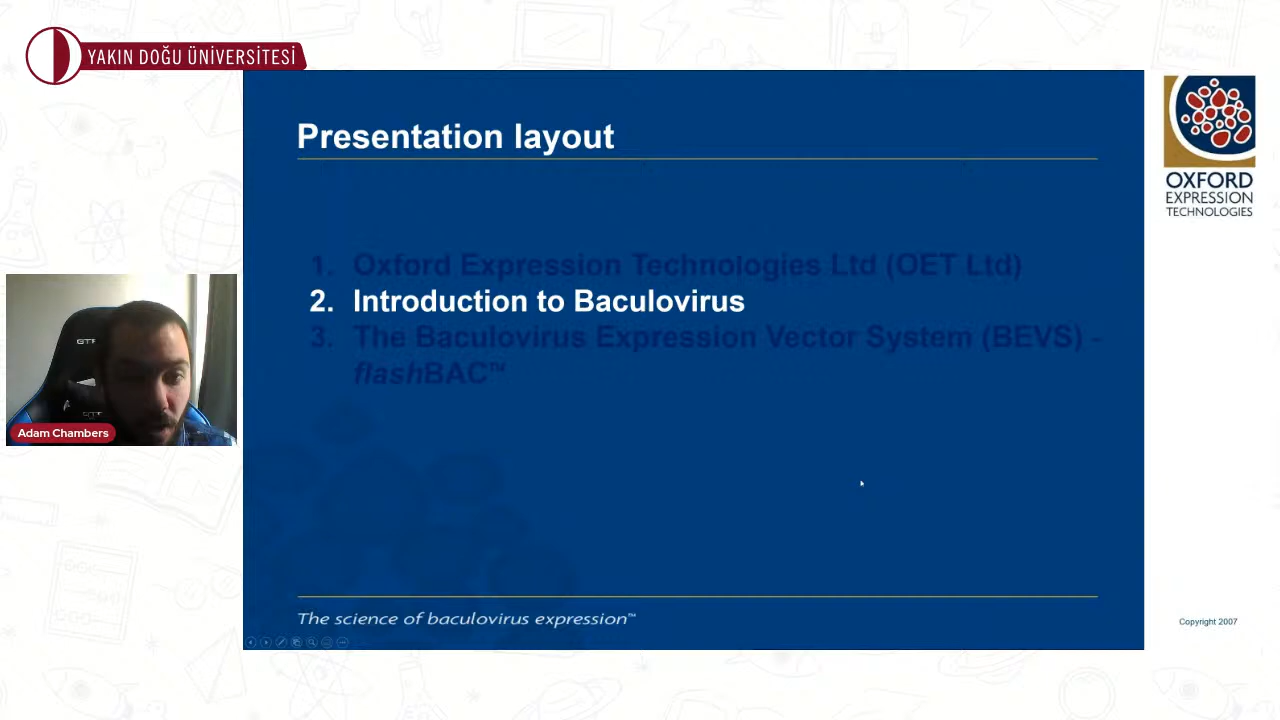 YAKIN DOĞU ÜNİVERSİTESİ
Presentation layout
OXFORD
EXPRESSION
TECHNOLOGIES
1. Oxford Expression Technologies Ltd (OET Ltd)
2. Introduction to Baculovirus
3. The Baculovirus Expression Vector System (BEVS) -
flashBAC™
GTR
Adam Chambers
The science of baculovirus expression™
Copyright 2007